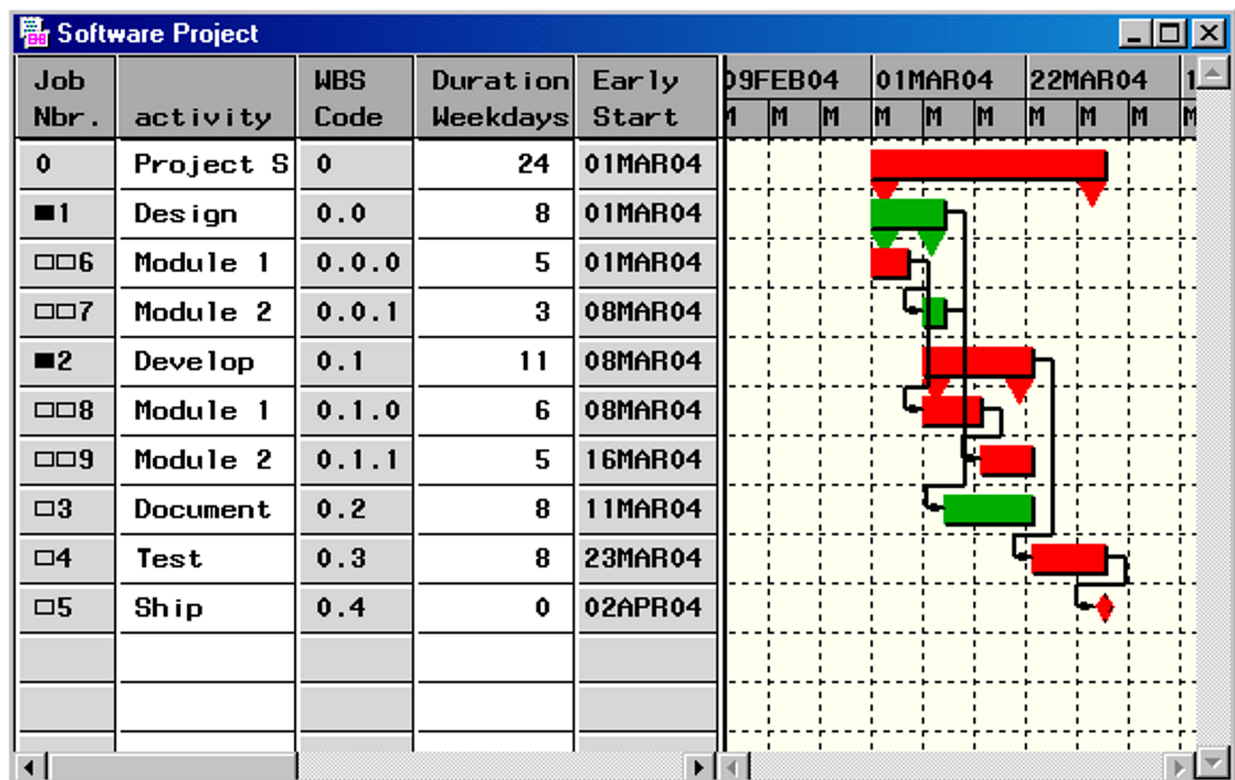 Software Project
Job Nbr. activity WBS Code Duration Weekdays Early Start 09FEB04 01MAR04 22MAR04 1
M M M M M M M M M M
0 Project S 0 24 01MAR04
1 Design 0.0 8 01MAR04
6 Module 1 0.0.0 5 01MAR04
7 Module 2 0.0.1 3 08MAR04
2 Develop 0.1 11 08MAR04
8 Module 1 0.1.0 6 08MAR04
9 Module 2 0.1.1 5 16MAR04
3 Document 0.2 8 11MAR04
4 Test 0.3 8 23MAR04
5 Ship 0.4 0 02APR04